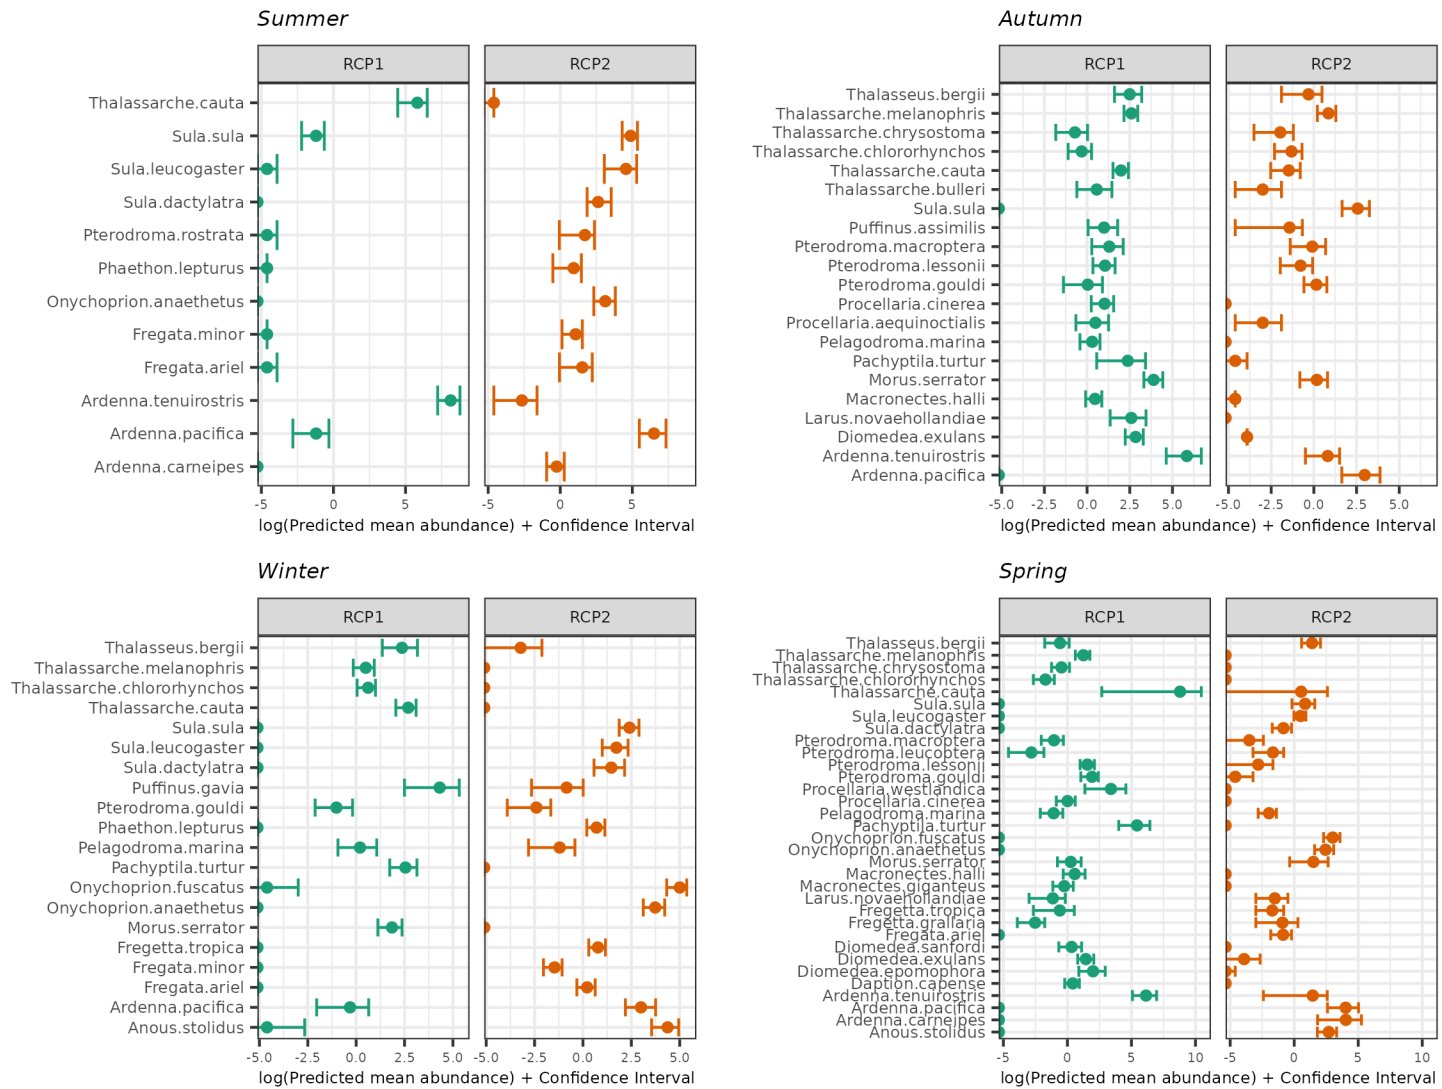 Summer
RCP1 RCP2
Thalassarche.cauta
Sula.sula
Sula.leucogaster
Sula.dactylatra
Pterodroma.rostrata
Phaethon.lepturus
Onychoprion.anaethetus
Fregata.minor
Fregata.ariel
Ardenna.tenuirostris
Ardenna.pacifica
Ardenna.carneipes
-5 0 5 -5 0 5
log(Predicted mean abundance) + Confidence Interval
Autumn
RCP1 RCP2
Thalasseus.bergii
Thalassarche.melanophris
Thalassarche.chrysostoma
Thalassarche.chlororhynchos
Thalassarche.cauta
Thalassarche.bulleri
Sula.sula
Puffinus.assimilis
Pterodroma.macroptera
Pterodroma.lessonii
Pterodroma.gouldi
Procellaria.cinerea
Procellaria.aequinoctialis
Pelagodroma.marina
Pachyptila.turtur
Morus.serrator
Macronectes.halli
Larus.novaehollandiae
Diomedea.exulans
Ardenna.tenuirostris
Ardenna.pacifica
-5.0 -2.5 0.0 2.5 5.0 -5.0 -2.5 0.0 2.5 5.0
log(Predicted mean abundance) + Confidence Interval
Winter
RCP1 RCP2
Thalasseus.bergii
Thalassarche.melanophris
Thalassarche.chlororhynchos
Thalassarche.cauta
Sula.sula
Sula.leucogaster
Sula.dactylatra
Puffinus.gavia
Pterodroma.gouldi
Phaethon.lepturus
Pelagodroma.marina
Pachyptila.turtur
Onychoprion.fuscatus
Onychoprion.anaethetus
Morus.serrator
Fregetta.tropica
Fregata.minor
Fregata.ariel
Ardenna.pacifica
Anous.stolidus
-5.0 -2.5 0.0 2.5 5.0 -5.0 -2.5 0.0 2.5 5.0
log(Predicted mean abundance) + Confidence Interval
Spring
RCP1 RCP2
Thalasseus.bergii
Thalassarche.melanophris
Thalassarche.chrysostoma
Thalassarche.chlororhynchos
Thalassarche.cauta
Sula.sula
Sula.leucogaster
Sula.dactylatra
Pterodroma.macroptera
Pterodroma.leucoptera
Pterodroma.lessonii
Pterodroma.gouldi
Procellaria.westlandica
Procellaria.cinerea
Pelagodroma.marina
Pachyptila.turtur
Onychoprion.fuscatus
Onychoprion.anaethetus
Morus.serrator
Macronectes.halli
Macronectes.giganteus
Larus.novaehollandiae
Fregetta.tropica
Fregetta.grallaria
Fregata.ariel
Diomedea.sanfordi
Diomedea.exulans
Diomedea.epomophora
Daption.capense
Ardenna.tenuirostris
Ardenna.pacifica
Ardenna.carneipes
Anous.stolidus
-5 0 5 10 -5 0 5 10
log(Predicted mean abundance) + Confidence Interval